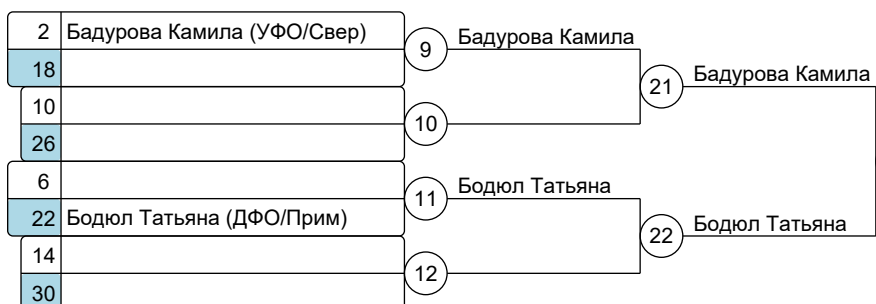 2 Бадурова Камила (УФО/Свер)
9 Бадурова Камила
18
21 Бадурова Камила
10
10
26
6
11 Бодюл Татьяна
22 Бодюл Татьяна (ДФО/Прим)
22 Бодюл Татьяна
14
12
30